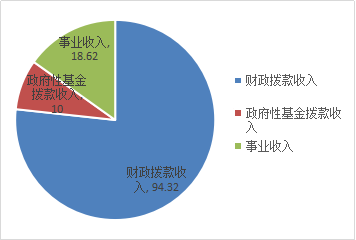 事业收入,
18.62
政府性基金
拨款收入,
10
财政拨款收
入, 94.32
财政拨款收入
政府性基金拨款收
入
事业收入